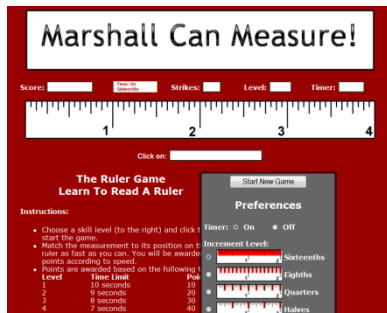 Marshall Can Measure!
Score:
Timer On
Sixteenths
Strikes:
Level:
Timer:
1 2 3 4
Click on:
The Ruler Game
Learn To Read A Ruler
Instructions:
Choose a skill level (to the right) and click
start the game.
Match the measurement to its position on
ruler as fast as you can. You will be awarde
points according to speed.
Points are awarded based on the following
Level Time Limit Poi
1 10 seconds 10
2 9 seconds 20
3 8 seconds 30
4 7 seconds 40
Start New Game
Preferences
Timer: On Off
Increment Level:
Sixteenths
Eighths
Quarters
Halves